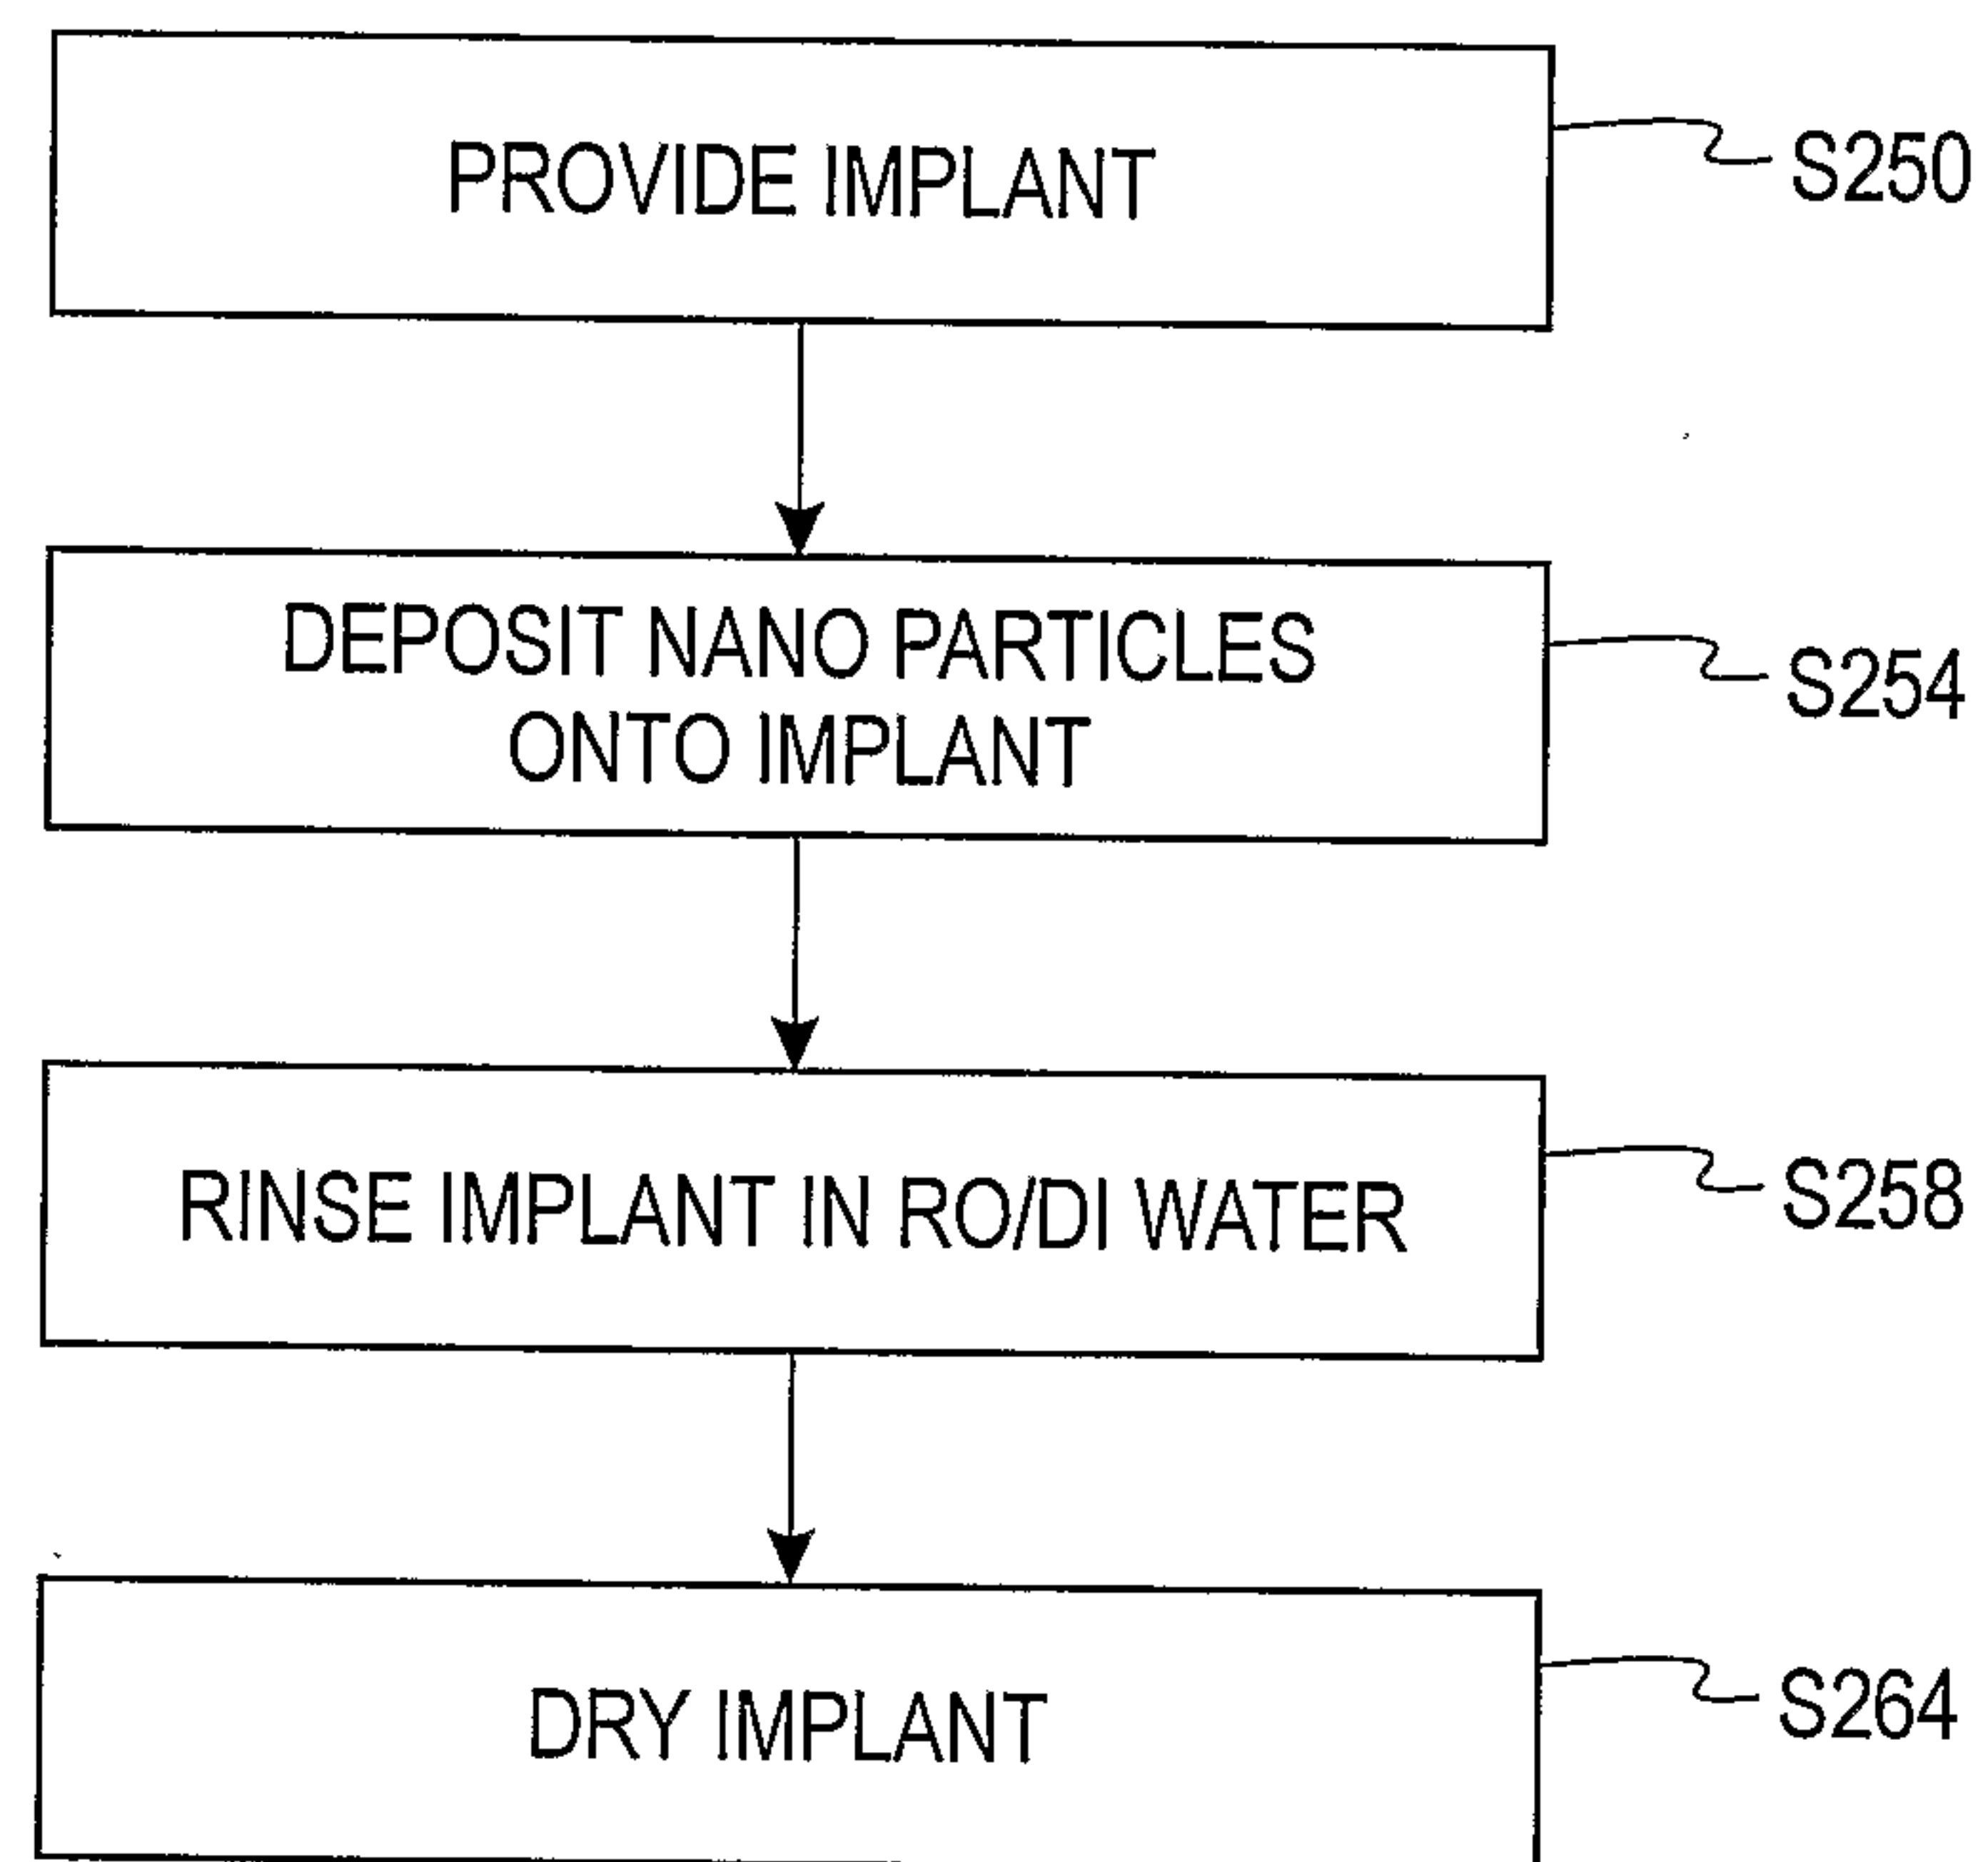 PROVIDE IMPLANT
S250
DEPOSIT NANO PARTICLES
ONTO IMPLANT
S254
RINSE IMPLANT IN RO/DI WATER
S258
DRY IMPLANT
S264